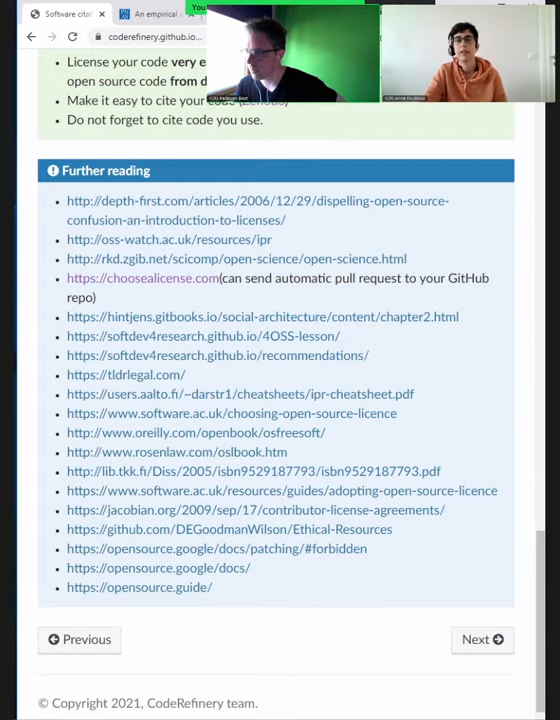 You
Software cita
An empirical
coderefinery.github.io...
License your code very ea
open source code from d
Make it easy to cite your code (Zenodo)
Do not forget to cite code you use.
Further reading
http://depth-first.com/articles/2006/12/29/dispelling-open-source-
confusion-an-introduction-to-licenses/
http://oss-watch.ac.uk/resources/ipr
http://rkd.zgib.net/scicomp/open-science/open-science.html
https://choosealicense.com(can send automatic pull request to your GitHub
repo)
https://hintjens.gitbooks.io/social-architecture/content/chapter2.html
https://softdev4research.github.io/4OSS-lesson/
https://softdev4research.github.io/recommendations/
https://tldrlegal.com/
https://users.aalto.fi/~darstr1/cheatsheets/ipr-cheatsheet.pdf
https://www.software.ac.uk/choosing-open-source-licence
http://www.oreilly.com/openbook/osfreesoft/
http://www.rosenlaw.com/oslbook.htm
http://lib.tkk.fi/Diss/2005/isbn9529187793/isbn9529187793.pdf
https://www.software.ac.uk/resources/guides/adopting-open-source-licence
https://jacobian.org/2009/sep/17/contributor-license-agreements/
https://github.com/DEGoodmanWilson/Ethical-Resources
https://opensource.google/docs/patching/#forbidden
https://opensource.google/docs/
https://opensource.guide/
Previous
Next
© Copyright 2021, CodeRefinery team.